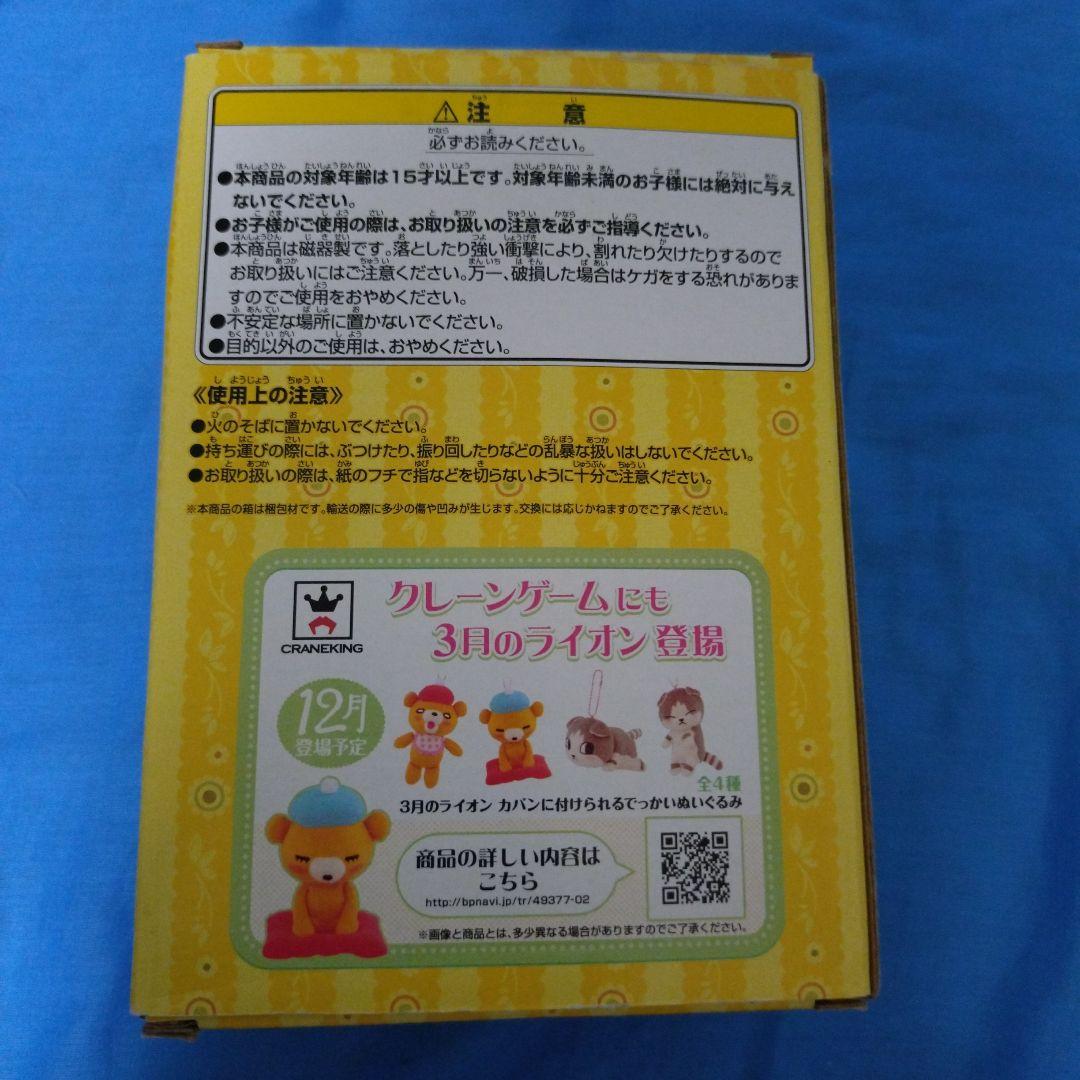 ⚠注意
必ずお読みください。
●本商品の対象年齢は15才以上です。対象年齢未満のお子様には絶対に与え
ないでください。
●お子様がご使用の際は、お取り扱いの注意を必ずご指導ください。
●本商品は磁器製です。落としたり強い衝撃により、割れたり欠けたりするので
お取り扱いにはご注意ください。万一、破損した場合はケガをする恐れがありま
すのでご使用をおやめください。
●不安定な場所に置かないでください。
●目的以外のご使用は、おやめください。
《使用上の注意》
●火のそばに置かないでください。
●持ち運びの際には、ぶつけたり、振り回したりなどの乱暴な扱いはしないでください。
●お取り扱いの際は、紙のフチで指などを切らないように十分ご注意ください。
※本商品の箱は梱包材です。輸送の際に多少の傷や凹みが生じます。交換には応じかねますのでご了承ください。
CRANEKING
クレーンゲームにも
3月のライオン登場
12月
登場予定
全4種
3月のライオン カバンに付けられるでっかいぬいぐるみ
商品の詳しい内容は
こちら
http://bpnavi.jp/tr/49377-02
※画像と商品とは、多少異なる場合がありますのでご了承ください。